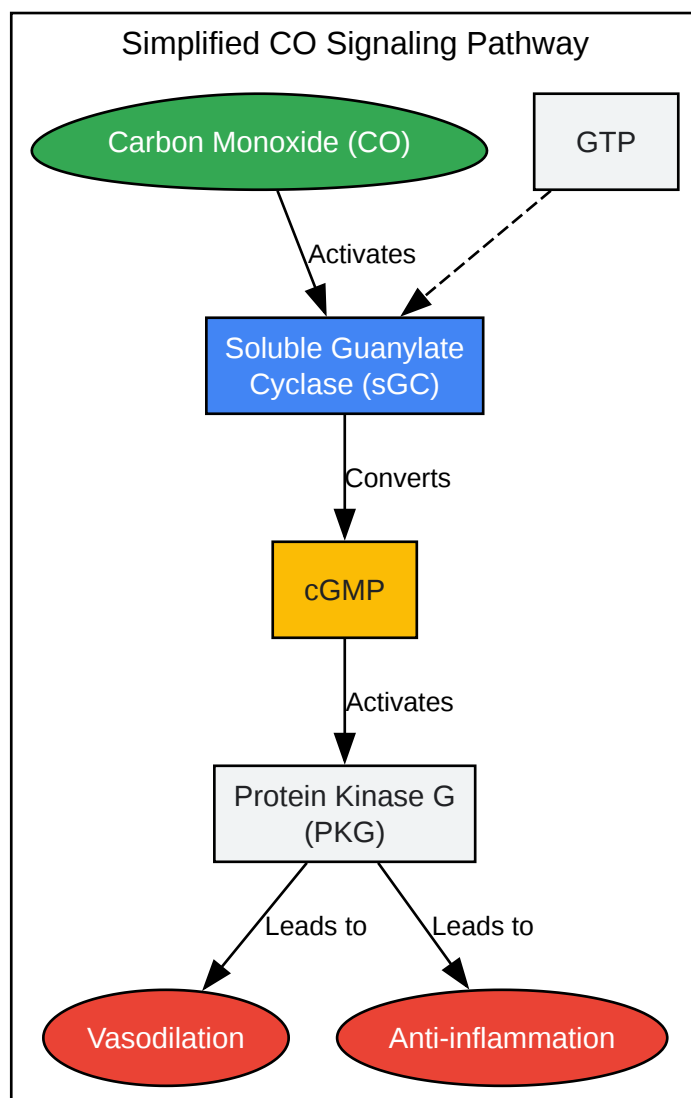 Simplified CO Signaling Pathway
Carbon Monoxide (CO)
GTP
Activates
Soluble Guanylate
Cyclase (sGC)
Converts
cGMP
Activates
Protein Kinase G
(PKG)
Leads to
Leads to
Vasodilation
Anti-inflammation